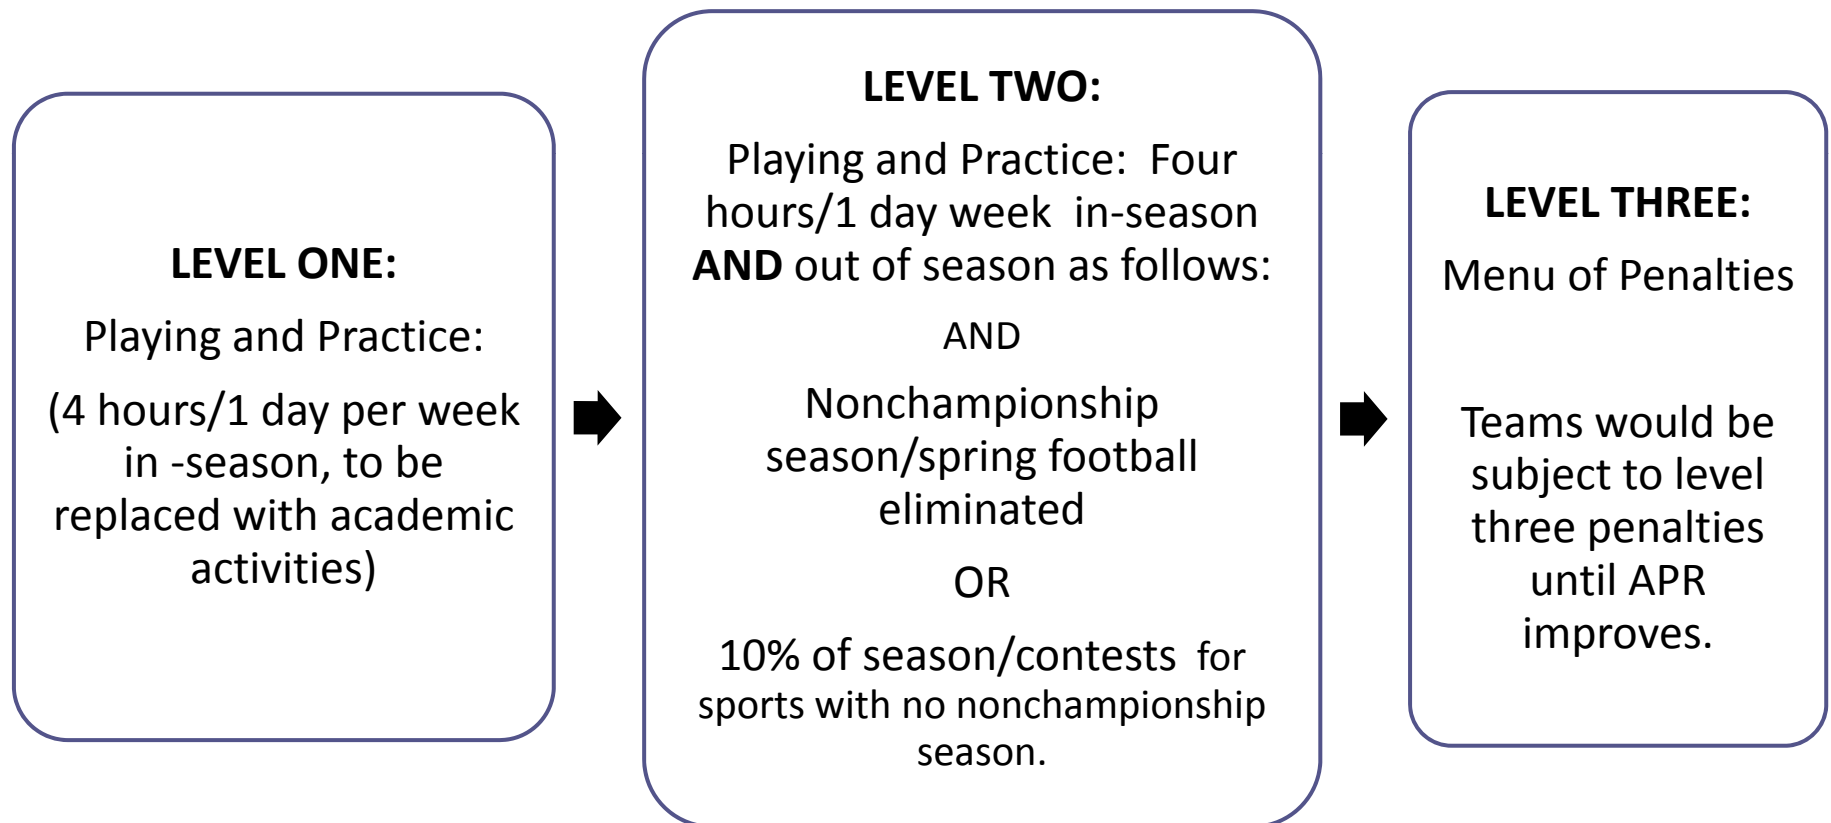 LEVEL ONE:
Playing and Practice:
(4 hours/1 day per week
in -season, to be
replaced with academic
activities)
LEVEL TWO:
Playing and Practice:  Four
hours/1 day week  in-season
AND out of season as follows:
AND
Nonchampionship
season/spring football
eliminated
OR
10% of season/contests  for
sports with no nonchampionship
season.
LEVEL THREE:
Menu of Penalties
Teams would be
subject to level
three penalties
until APR
improves.